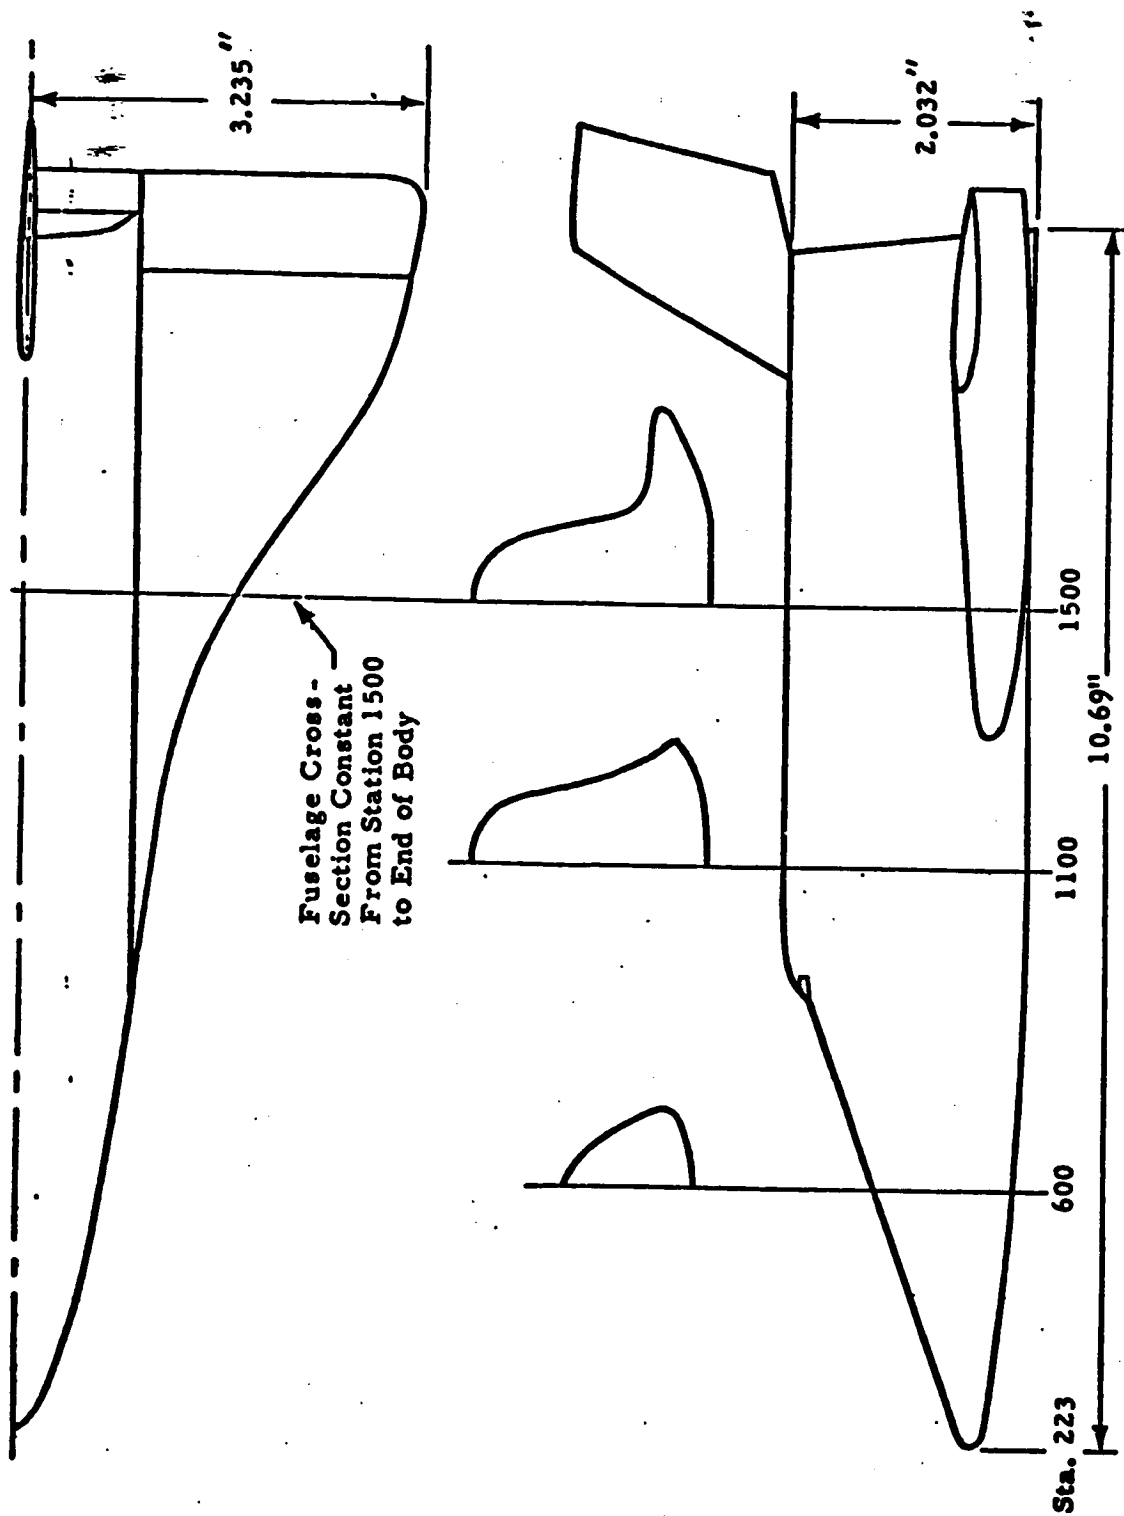 3.235"
Fuselage Cross-
Section Constant
From Station 1500
to End of Body
2.032"
Sta. 223
600
1100
1500
10.69"